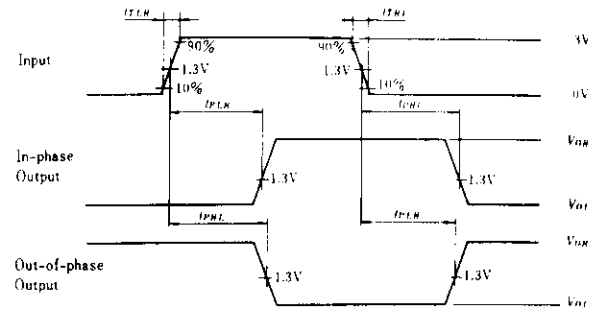 tTLH tTHL
90% 90% 3V
Input 1.3V 1.3V
10% 10% 0V
tPLH tPHL
VOH
In-phase
Output 1.3V 1.3V
VOL
tPHL tPLH
VOH
Out-of-phase
Output 1.3V 1.3V
VOL